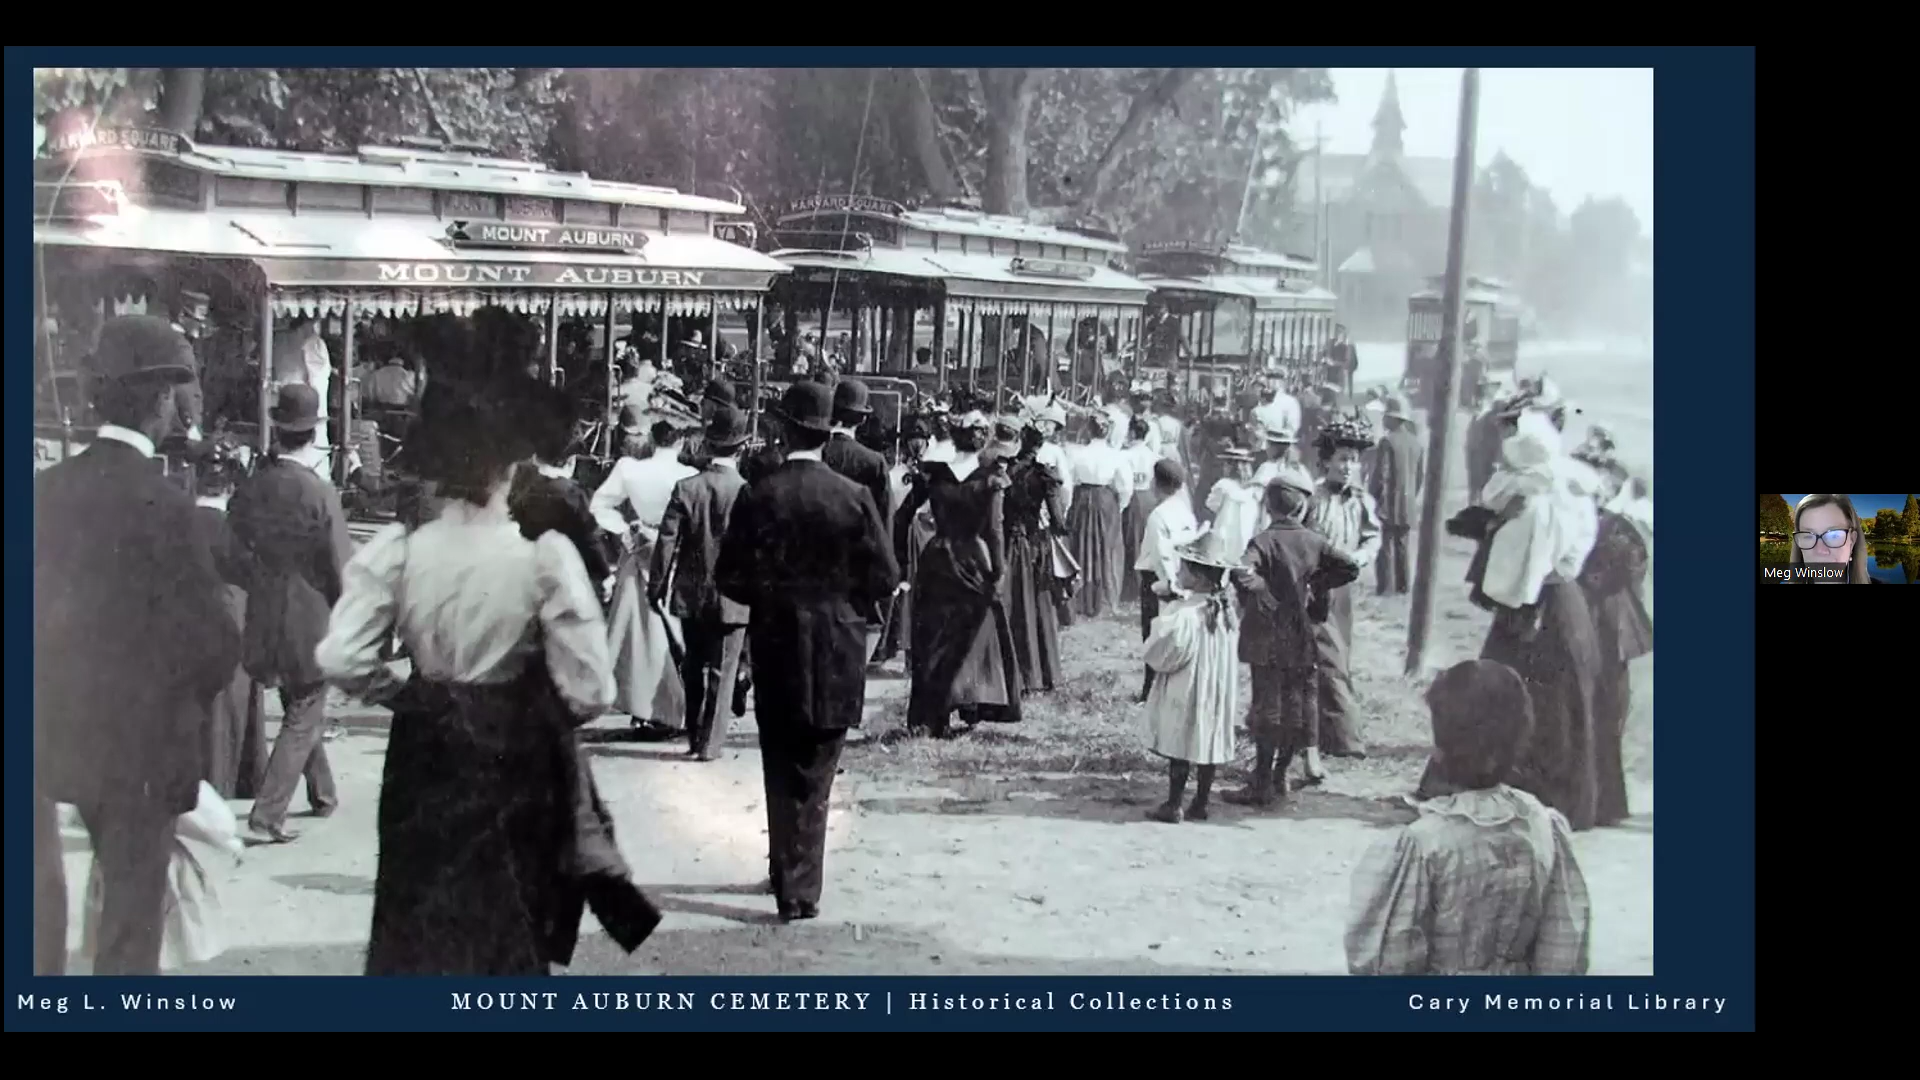 HARVARD SQUARE
MOUNT AUBURN
MOUNT AUBURN
HARVARD SQUARE
Meg Winslow
Meg L. Winslow
MOUNT AUBURN CEMETERY | Historical Collections
Cary Memorial Library